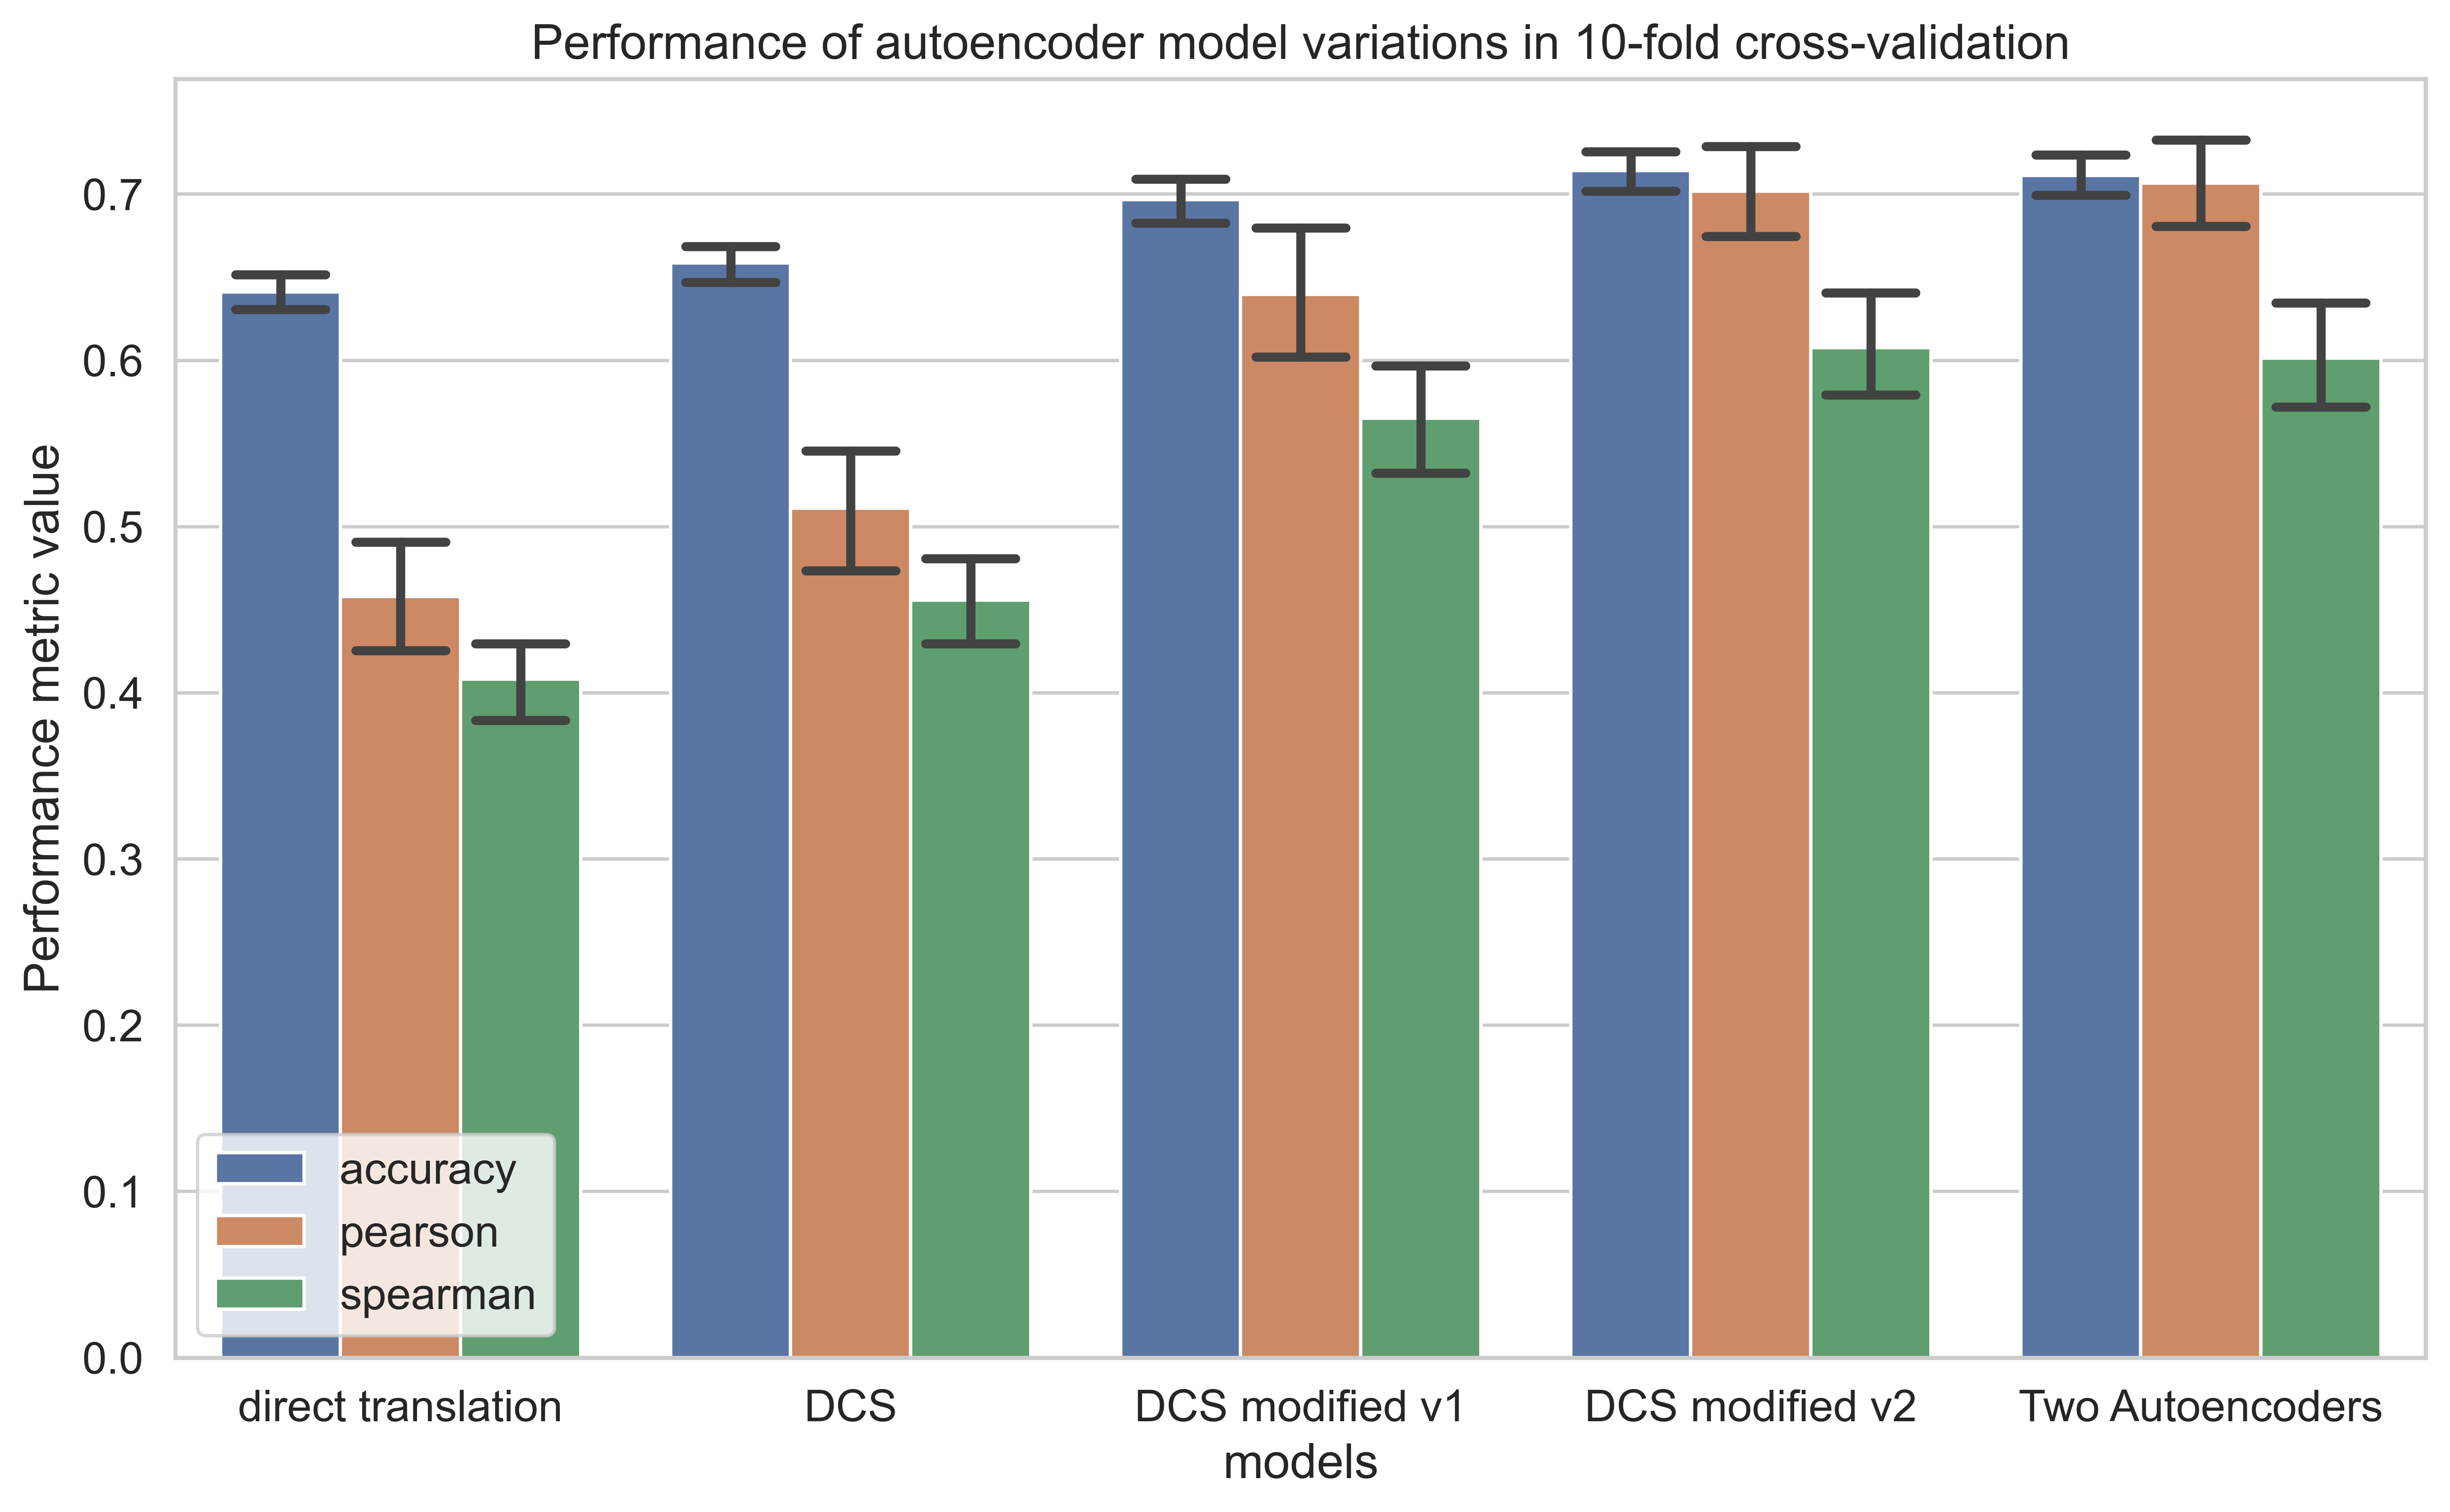 Performance of autoencoder model variations in 10-fold cross-validation
Performance metric value
0.7
0.6
0.5
0.4
0.3
0.2
0.1
0.0
accuracy
pearson
spearman
direct translation
DCS
DCS modified v1
DCS modified v2
Two Autoencoders
models